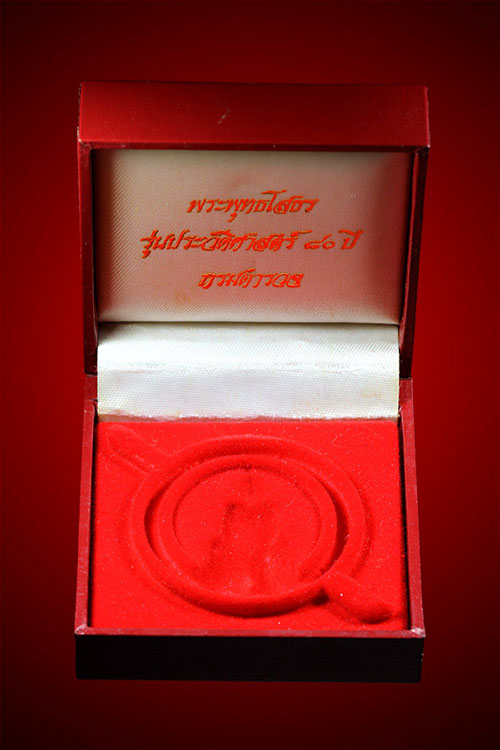 พระพุทธโสธร
รุ่นประวัติศาสตร์ ๘๐ ปี
กรมตำรวจ